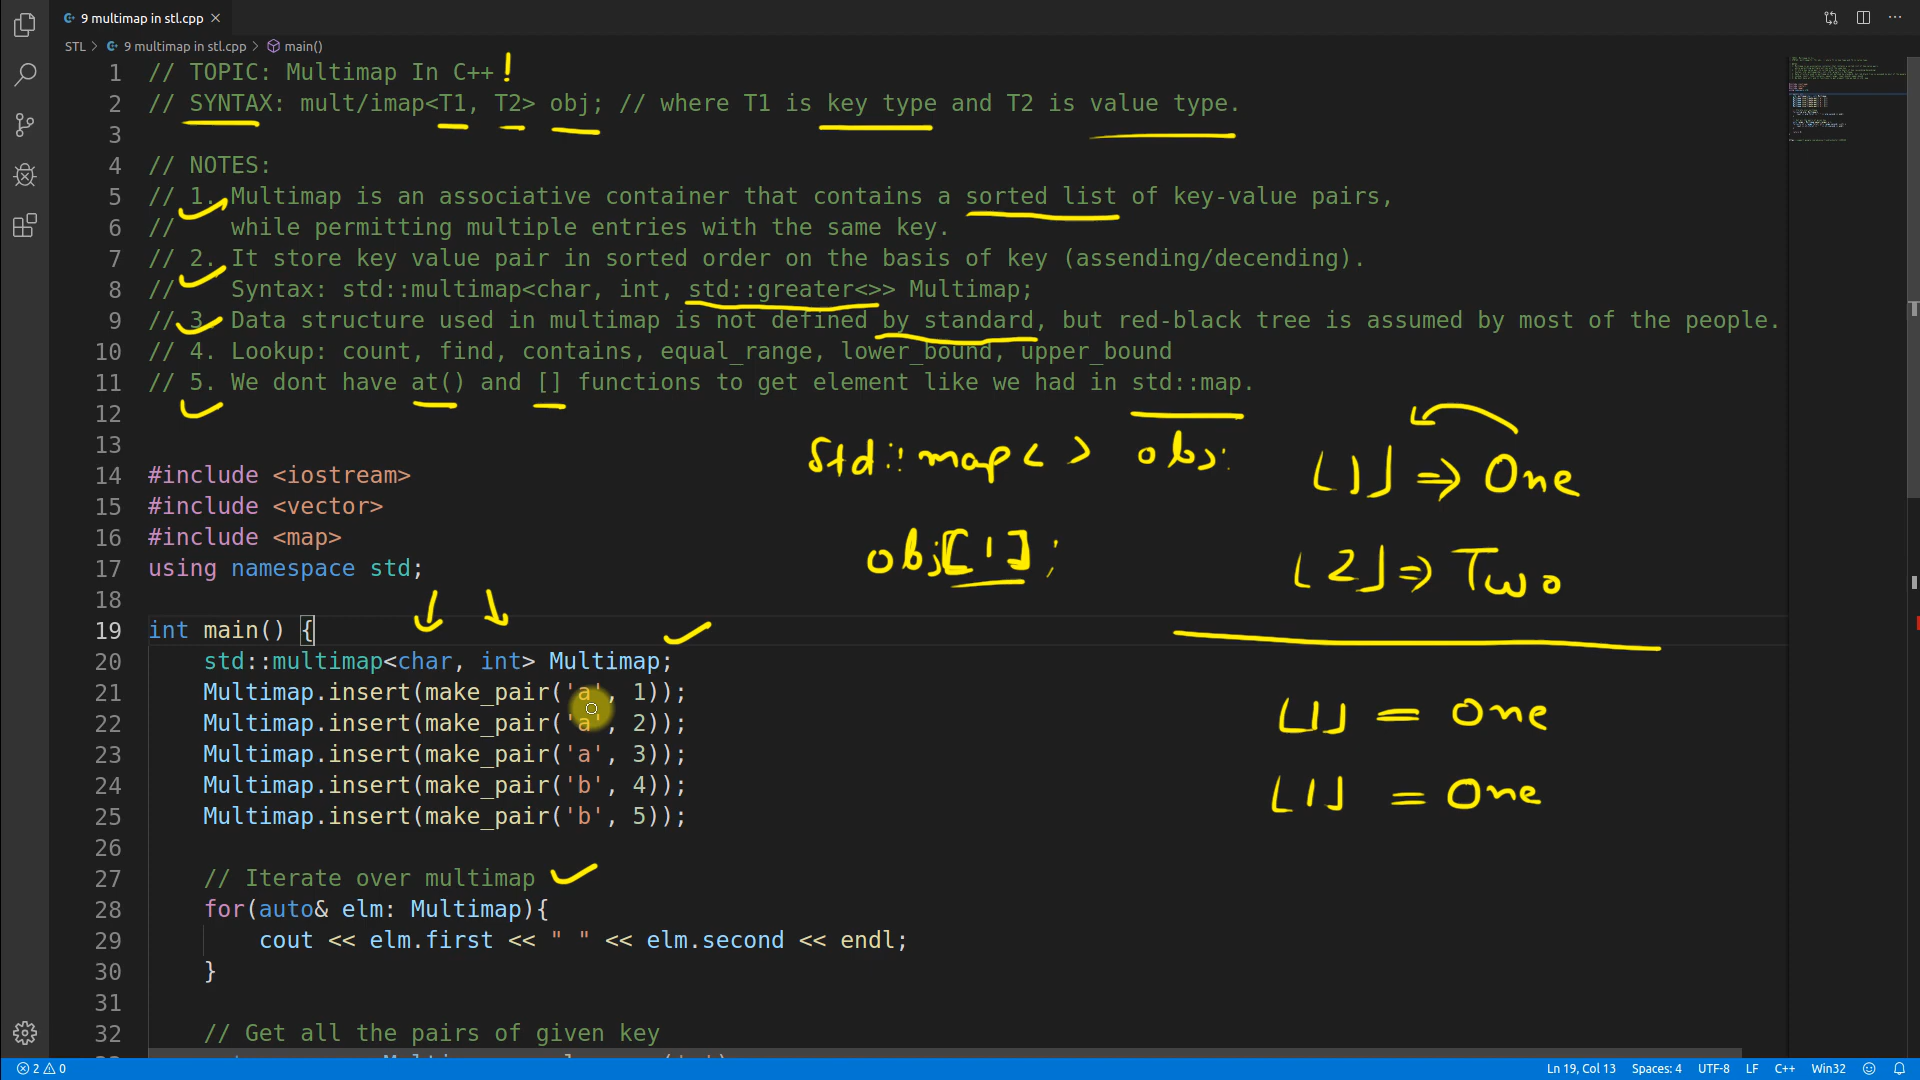 9 multimap in stl.cpp
STL > 9 multimap in stl.cpp > main()
1 // TOPIC: Multimap In C++ !
2 // SYNTAX: mult/imap<T1, T2> obj; // where T1 is key type and T2 is value type.
3
4 // NOTES:
5 // 1. Multimap is an associative container that contains a sorted list of key-value pairs,
6 //    while permitting multiple entries with the same key.
7 // 2. It store key value pair in sorted order on the basis of key (assending/decending).
8 //    Syntax: std::multimap<char, int, std::greater<>> Multimap;
9 // 3. Data structure used in multimap is not defined by standard, but red-black tree is assumed by most of the people.
10 // 4. Lookup: count, find, contains, equal_range, lower_bound, upper_bound
11 // 5. We dont have at() and [] functions to get element like we had in std::map.
12
13
std::map< > obj;
[1] => One
14 #include <iostream>
15 #include <vector>
16 #include <map>
obj[1];
[2] => Two
17 using namespace std;
18
19 int main() {
20     std::multimap<char, int> Multimap;
21     Multimap.insert(make_pair('a', 1));
[1] = One
22     Multimap.insert(make_pair('a', 2));
23     Multimap.insert(make_pair('a', 3));
24     Multimap.insert(make_pair('b', 4));
[1] = One
25     Multimap.insert(make_pair('b', 5));
26
27     // Iterate over multimap
28     for(auto& elm: Multimap){
29         cout << elm.first << " " << elm.second << endl;
30     }
31
32     // Get all the pairs of given key
2 0 Ln 19, Col 13 Spaces: 4 UTF-8 LF C++ Win32